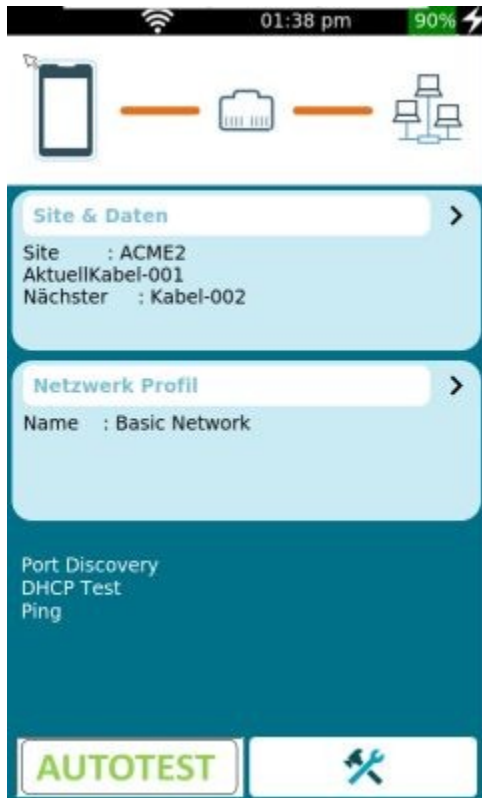 01:38 pm 90%
Site & Daten
Site : ACME2
AktuellKabel-001
Nächster : Kabel-002
Netzwerk Profil
Name : Basic Network
Port Discovery
DHCP Test
Ping
AUTOTEST